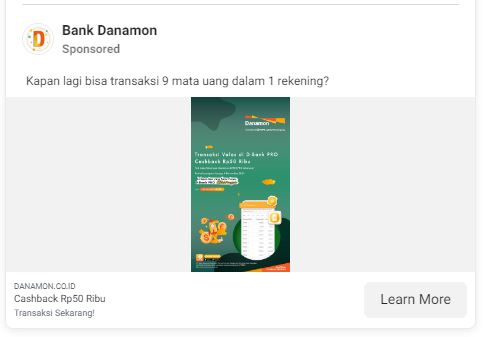 Bank Danamon
Sponsored
Kapan lagi bisa transaksi 9 mata uang dalam 1 rekening?
Danamon
Transaksi Valas di D-Bank PRO
Cashback Rp50 Ribu
DANAMON.CO.ID
Cashback Rp50 Ribu
Transaksi Sekarang!
Learn More